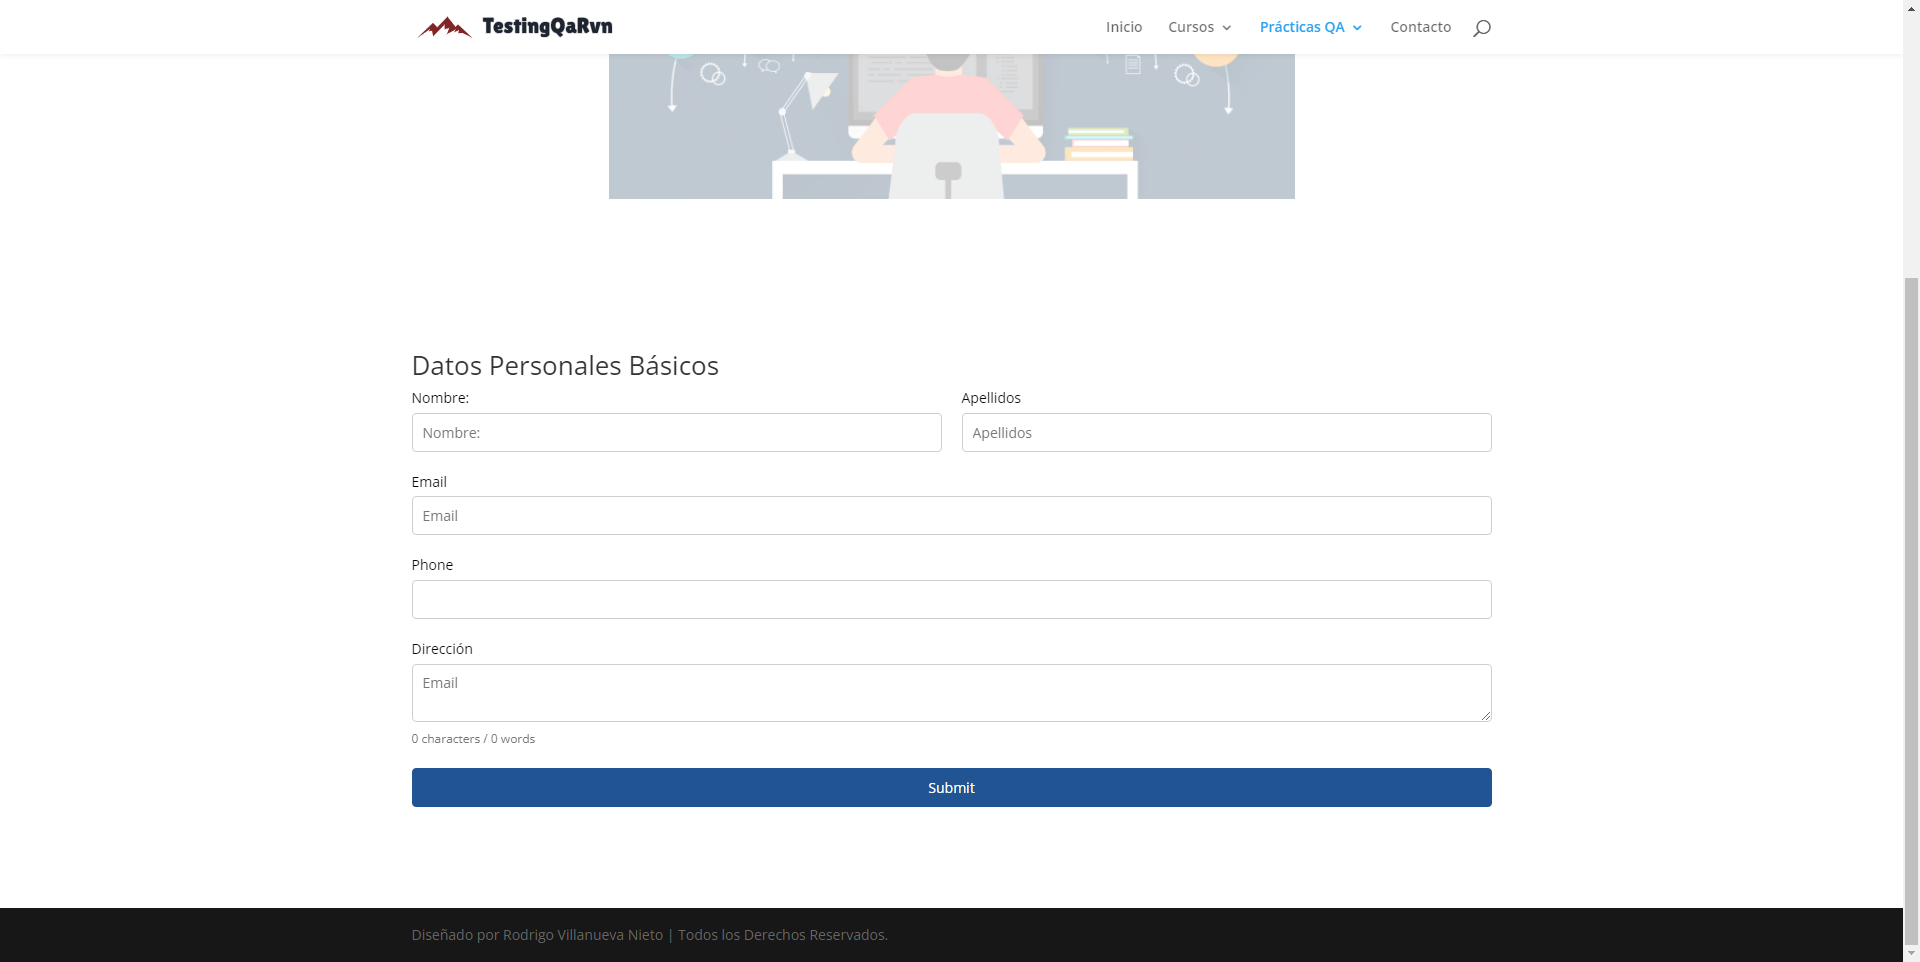 TestingQaRvn
Inicio Cursos Prácticas QA Contacto
Datos Personales Básicos
Nombre: Apellidos
Nombre: Apellidos
Email
Email
Phone
Dirección
Email
0 characters / 0 words
Submit
Diseñado por Rodrigo Villanueva Nieto | Todos los Derechos Reservados.